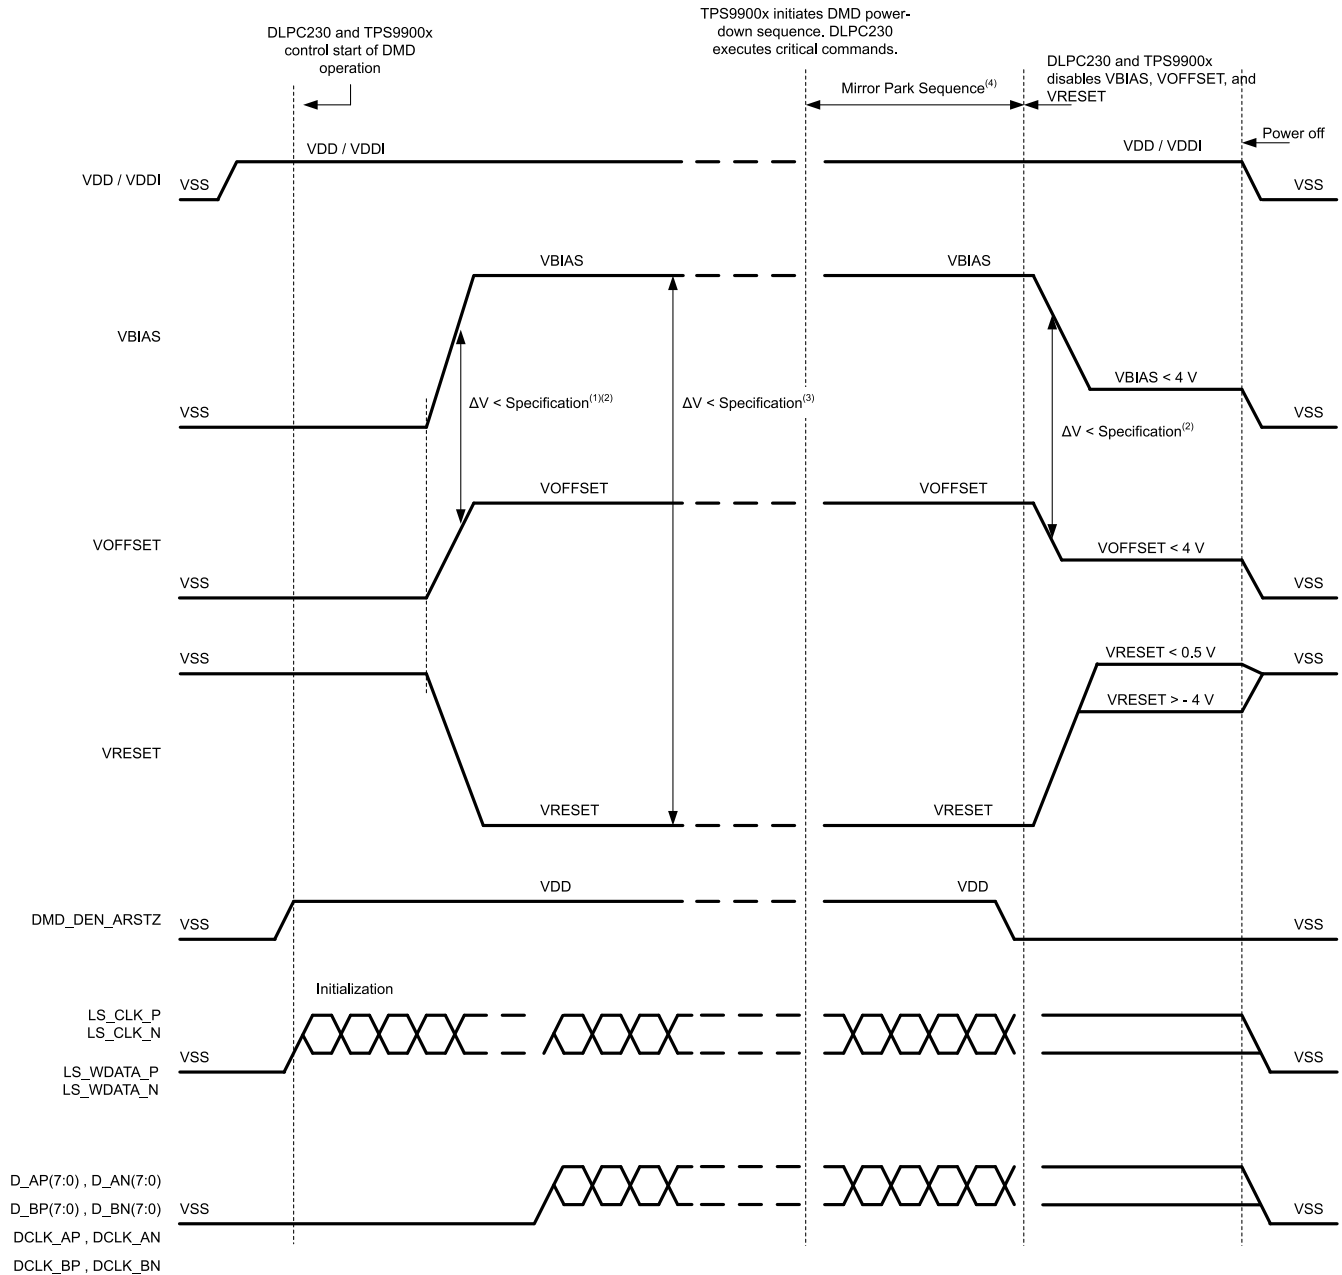 TPS9900x initiates DMD power-
down sequence. DLPC230
executes critical commands.
DLPC230 and TPS9900x
control start of DMD
operation
DLPC230 and TPS9900x
disables VBIAS, VOFFSET, and
VRESET
Mirror Park Sequence(4)
Power off
VDD / VDDI
VSS
VDD / VDDI
VDD / VDDI
VSS
VBIAS
VBIAS
VBIAS
VSS
ΔV < Specification(1)(2)
ΔV < Specification(3)
ΔV < Specification(2)
VBIAS < 4 V
VSS
VOFFSET
VOFFSET
VOFFSET
VSS
VOFFSET < 4 V
VSS
VRESET
VSS
VRESET
VRESET
VRESET < 0.5 V
VRESET > - 4 V
VSS
DMD_DEN_ARSTZ
VSS
VDD
VDD
VSS
Initialization
LS_CLK_P
LS_CLK_N
VSS
VSS
LS_WDATA_P
LS_WDATA_N
D_AP(7:0) , D_AN(7:0)
D_BP(7:0) , D_BN(7:0)
VSS
VSS
DCLK_AP , DCLK_AN
DCLK_BP , DCLK_BN